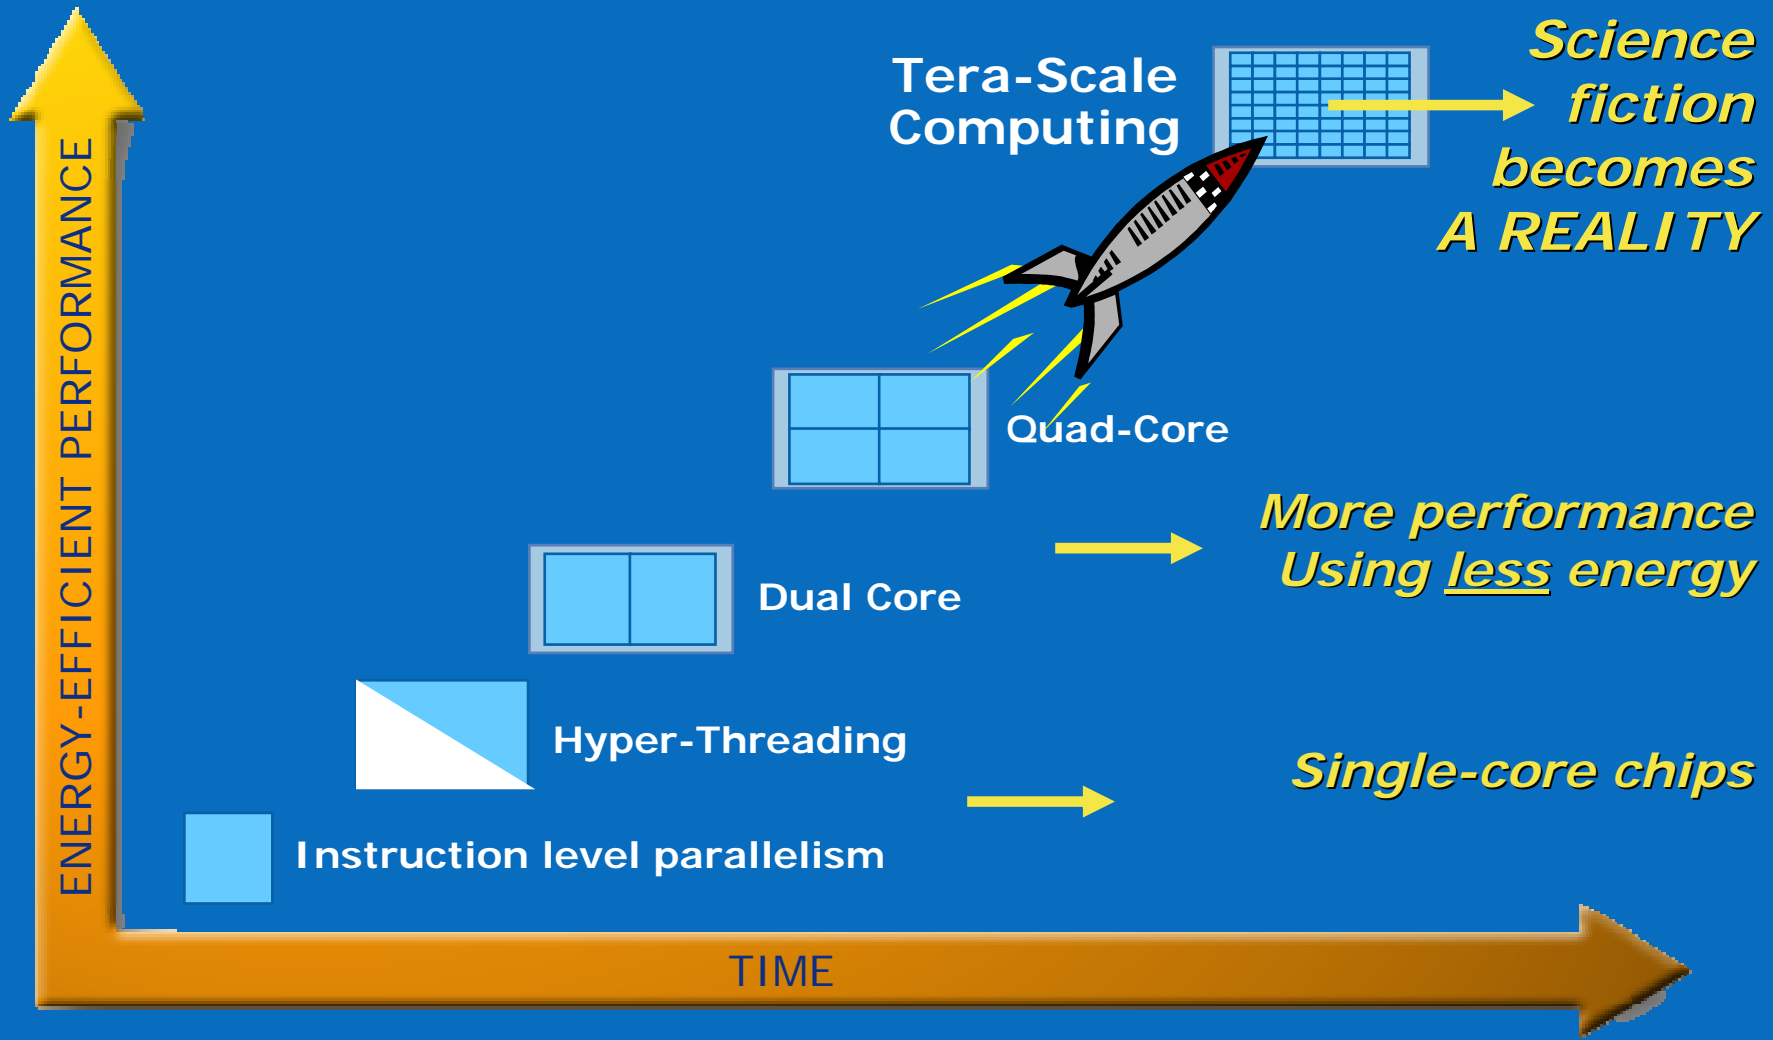 Tera-Scale
Computing
Science
fiction
becomes
A REALITY
ENERGY-EFFICIENT PERFORMANCE
Quad-Core
More performance
Using less energy
Dual Core
Hyper-Threading
Single-core chips
Instruction level parallelism
TIME